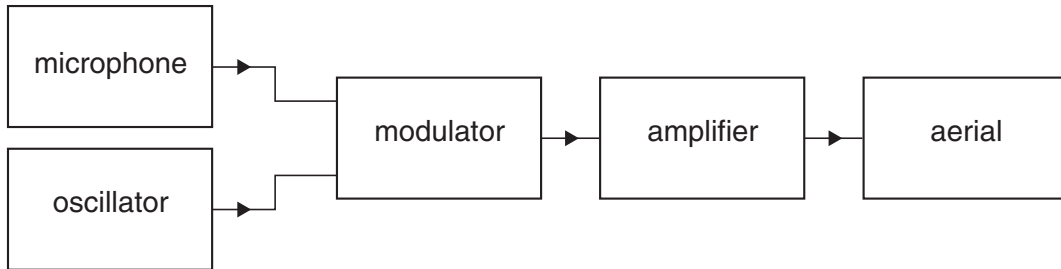 microphone
oscillator
modulator
amplifier
aerial